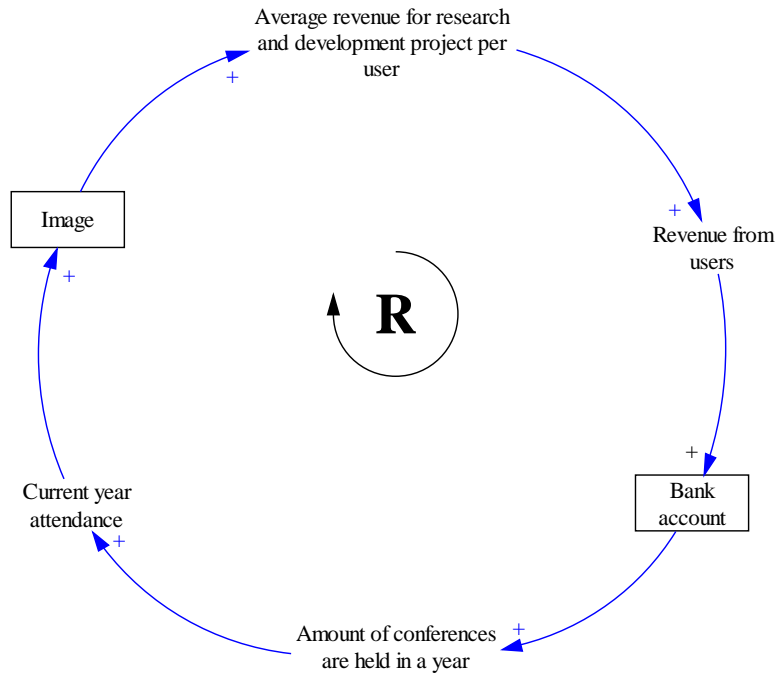 Average revenue for research
and development project per
user
+
+
Image
Revenue from
users
+
R
+
Current year
attendance
Bank
account
+
+
Amount of conferences
are held in a year